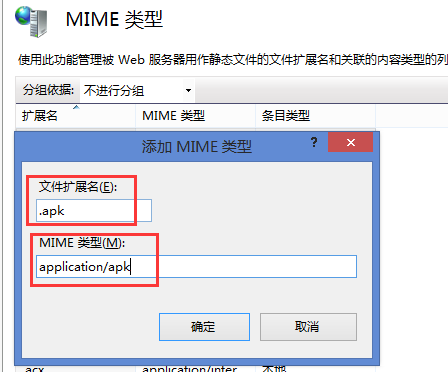 MIME 类型
使用此功能管理被 Web 服务器用作静态文件的文件扩展名和关联的内容类型的列
分组依据: 不进行分组
扩展名 MIME 类型 条目类型
添加 MIME 类型 ?
文件扩展名(E):
.apk
MIME 类型(M):
application/apk
确定 取消
.acx application/inter... 本地